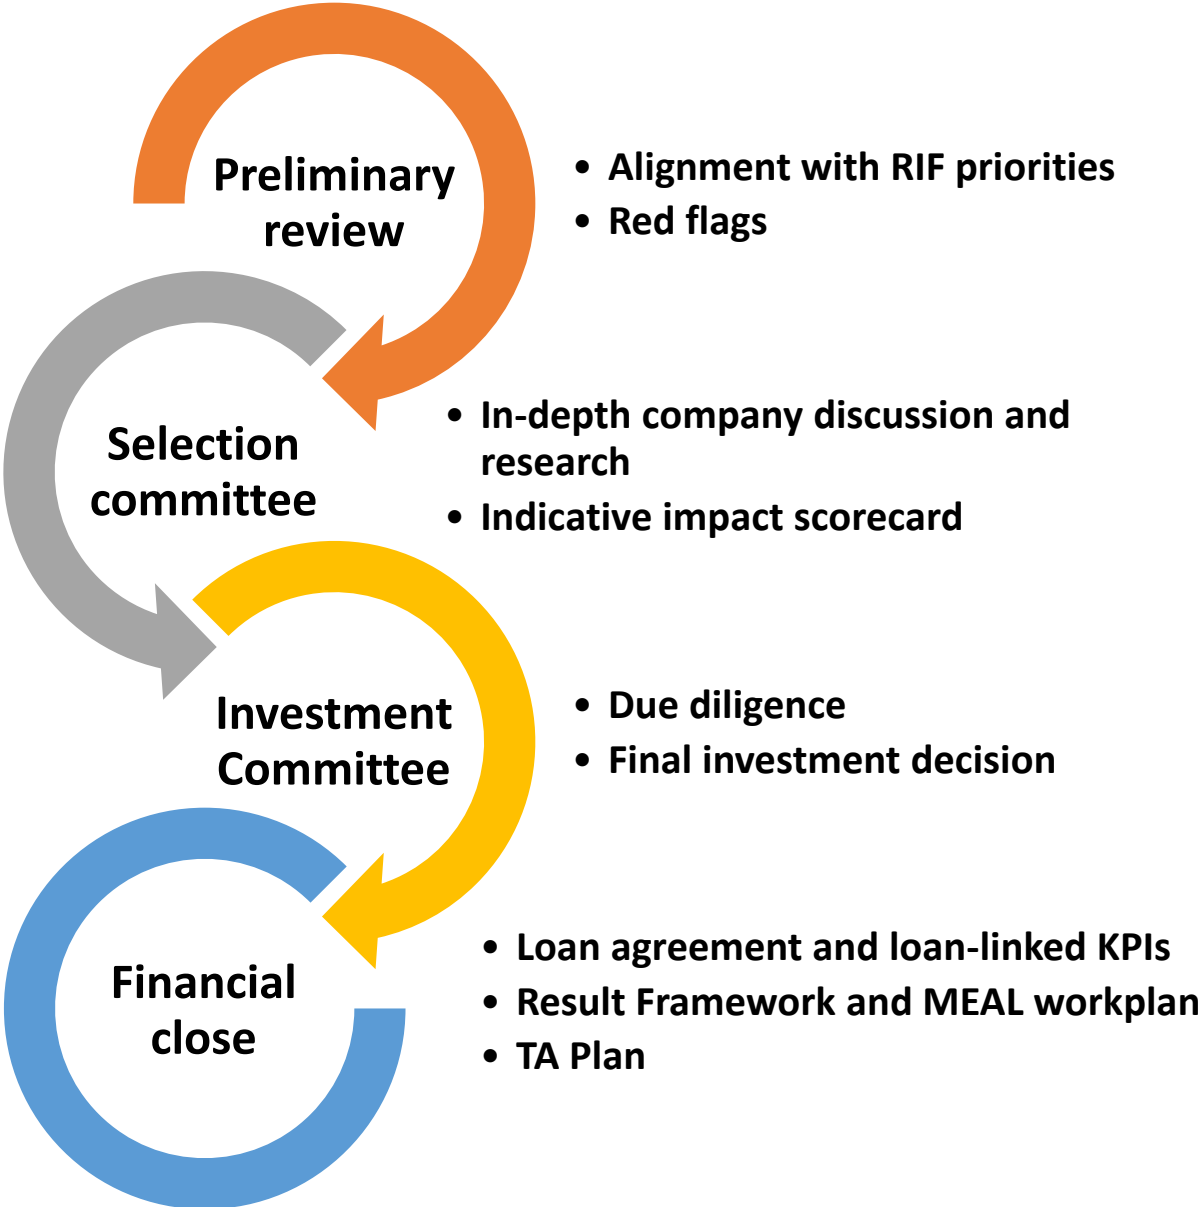 Preliminary
review
• Alignment with RIF priorities
• Red flags
Selection
committee
• In-depth company discussion and
research
• Indicative impact scorecard
Investment
Committee
• Due diligence
• Final investment decision
Financial
close
• Loan agreement and loan-linked KPIs
• Result Framework and MEAL workplan
• TA Plan